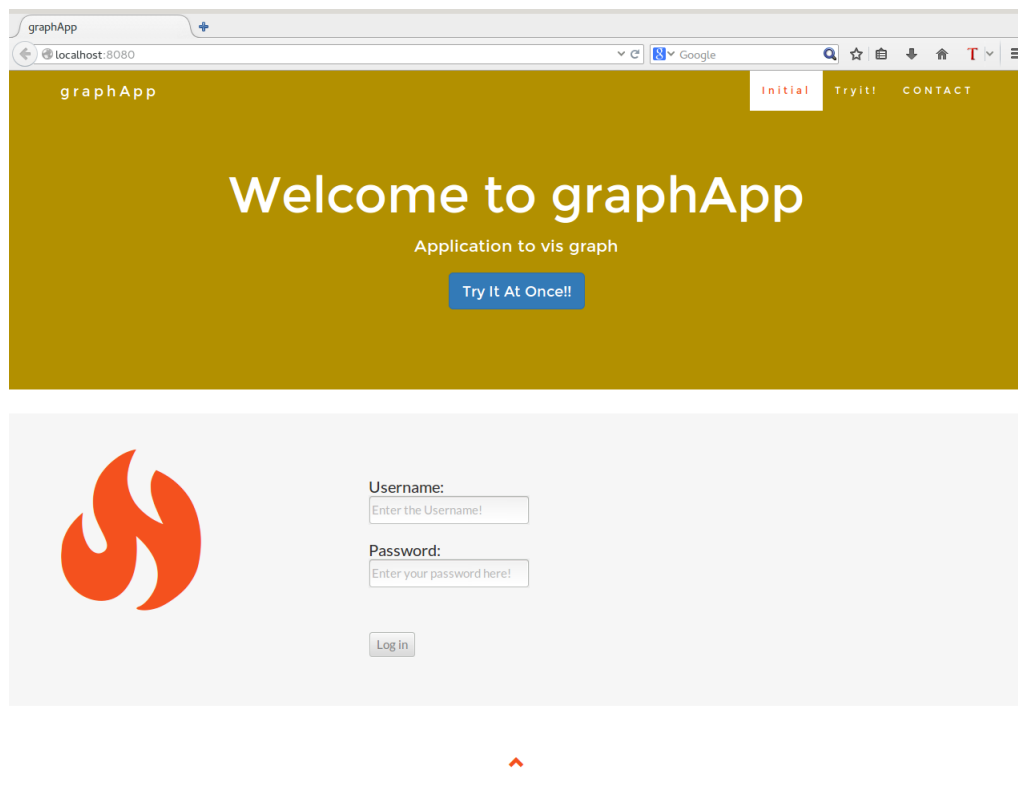 graphApp
localhost:8080
Google
graphApp
Initial Tryit! CONTACT
Welcome to graphApp
Application to vis graph
Try It At Once!!
Username:
Enter the Username!
Password:
Enter your password here!
Log in